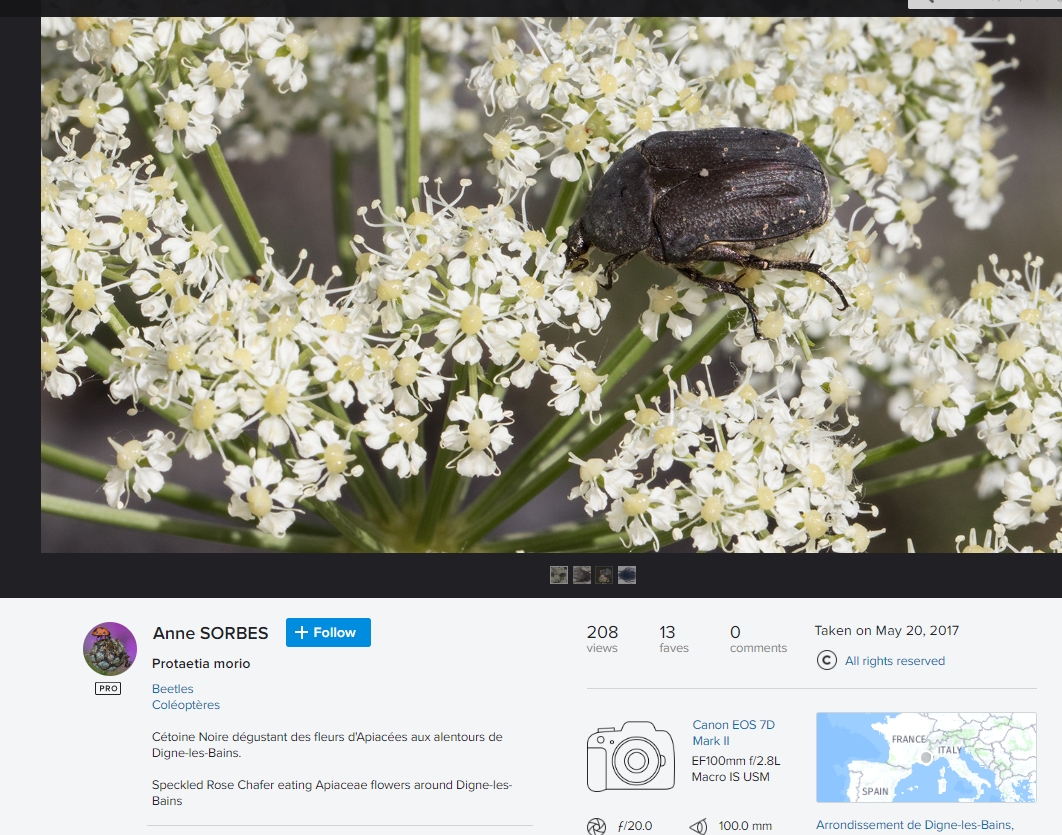 Anne SORBES
+ Follow
Protaetia morio
PRO
Beetles
Coléoptères
Cétoine Noire dégustant des fleurs d'Apiacées aux alentours de
Digne-les-Bains.
Speckled Rose Chafer eating Apiaceae flowers around Digne-les-
Bains
208
views
13
faves
0
comments
Taken on May 20, 2017
© All rights reserved
Canon EOS 7D
Mark II
EF100mm f/2.8L
Macro IS USM
ƒ/20.0
100.0 mm
FRANCE
ITALY
SPAIN
Arrondissement de Digne-les-Bains,